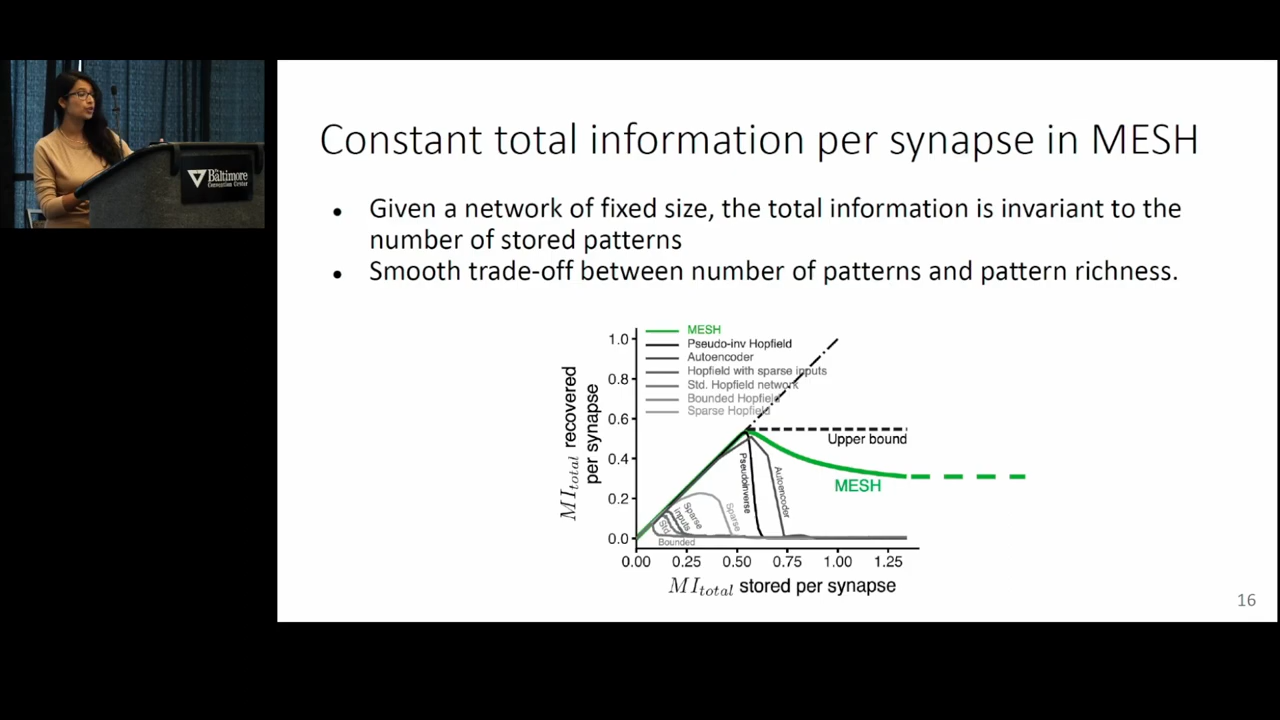 Baltimore
Convention Center
Constant total information per synapse in MESH
• Given a network of fixed size, the total information is invariant to the
number of stored patterns
• Smooth trade-off between number of patterns and pattern richness.
MESH
Pseudo-inv Hopfield
Autoencoder
Hopfield with sparse inputs
Std. Hopfield network
Bounded Hopfield
Sparse Hopfield
1.0
0.8
0.6
0.4
0.2
0.0
MI_total recovered
per synapse
Upper bound
MESH
Pseudoinverse
Autoencoder
Sparse
Sparse
inputs
Std.
Bounded
0.00 0.25 0.50 0.75 1.00 1.25
MI_total stored per synapse
16